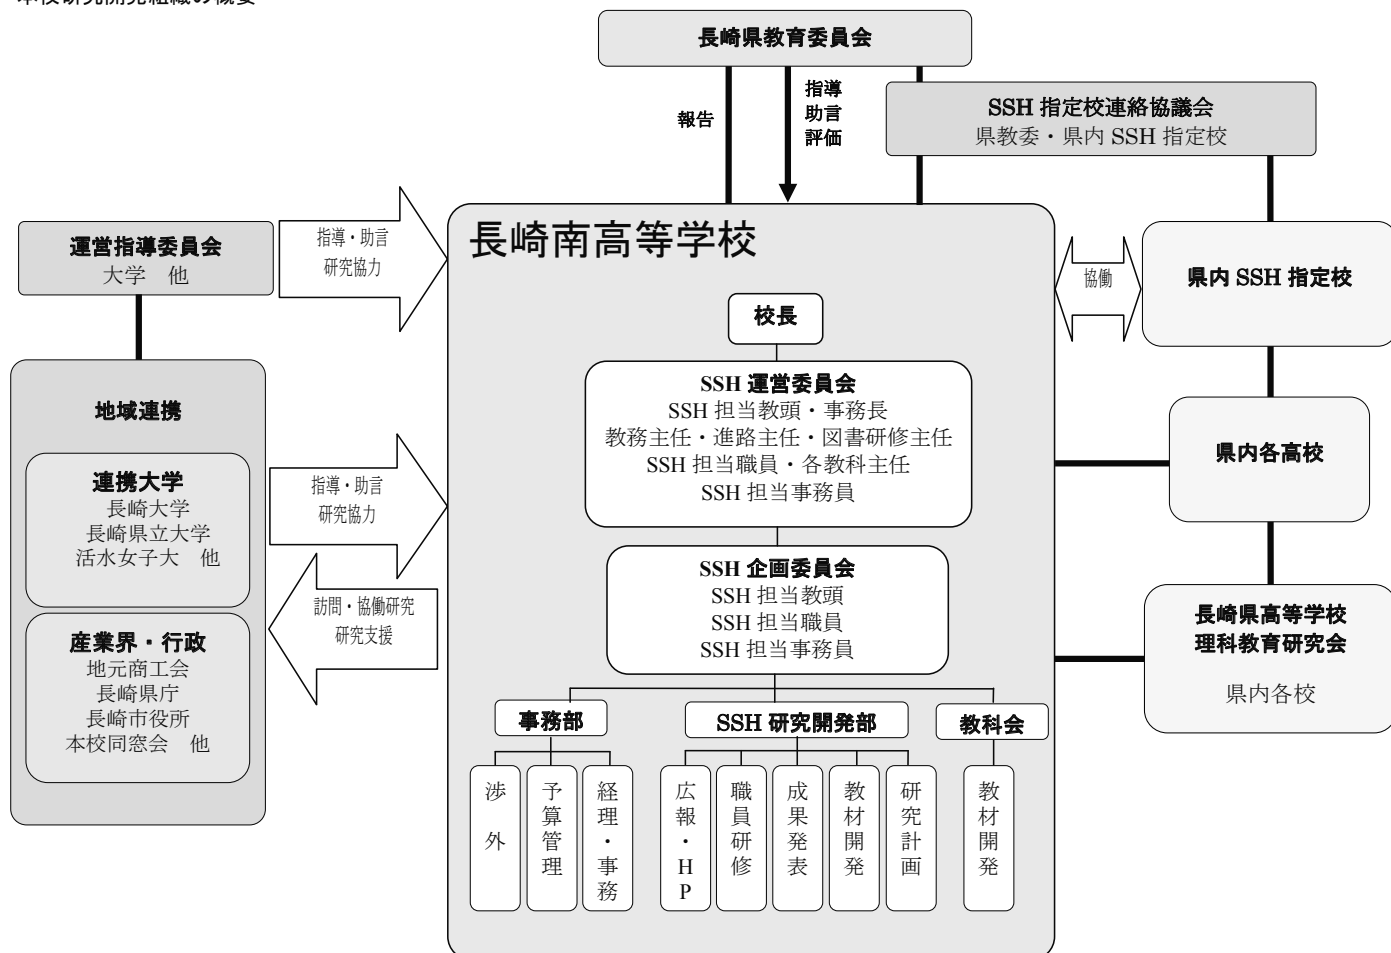 本校研究開発組織の概要
長崎県教育委員会
報告
指導
助言
評価
SSH 指定校連絡協議会
県教委・県内 SSH 指定校
運営指導委員会
大学　他
指導・助言
研究協力
長崎南高等学校
協働
県内 SSH 指定校
校長
SSH 運営委員会
SSH 担当教頭・事務長
教務主任・進路主任・図書研修主任
SSH 担当職員・各教科主任
SSH 担当事務員
地域連携
連携大学
長崎大学
長崎県立大学
活水女子大　他
指導・助言
研究協力
県内各高校
SSH 企画委員会
SSH 担当教頭
SSH 担当職員
SSH 担当事務員
訪問・協働研究
研究支援
産業界・行政
地元商工会
長崎県庁
長崎市役所
本校同窓会　他
長崎県高等学校
理科教育研究会
県内各校
事務部
SSH 研究開発部
教科会
渉　外
予算管理
経理・事務
広報・HP
職員研修
成果発表
教材開発
研究計画
教材開発